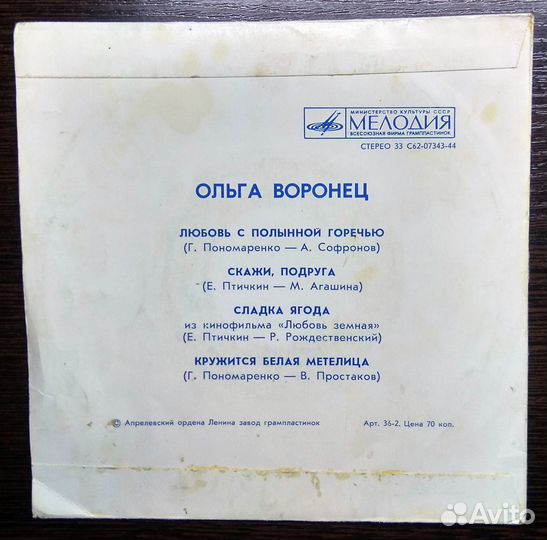 МИНИСТЕРСТВО КУЛЬТУРЫ СССР
МЕЛОДИЯ
ВСЕСОЮЗНАЯ ФИРМА ГРАМПЛАСТИНОК
СТЕРЕО 33 С62-07343-44
ОЛЬГА ВОРОНЕЦ
ЛЮБОВЬ С ПОЛЫННОЙ ГОРЕЧЬЮ
(Г. Пономаренко — А. Софронов)
СКАЖИ, ПОДРУГА
(Е. Птичкин — М. Агашина)
СЛАДКА ЯГОДА
из кинофильма «Любовь земная»
(Е. Птичкин — Р. Рождественский)
КРУЖИТСЯ БЕЛАЯ МЕТЕЛИЦА
(Г. Пономаренко — В. Простаков)
© Апрелевский ордена Ленина завод грампластинок
Арт. 36-2. Цена 70 коп.
Avito